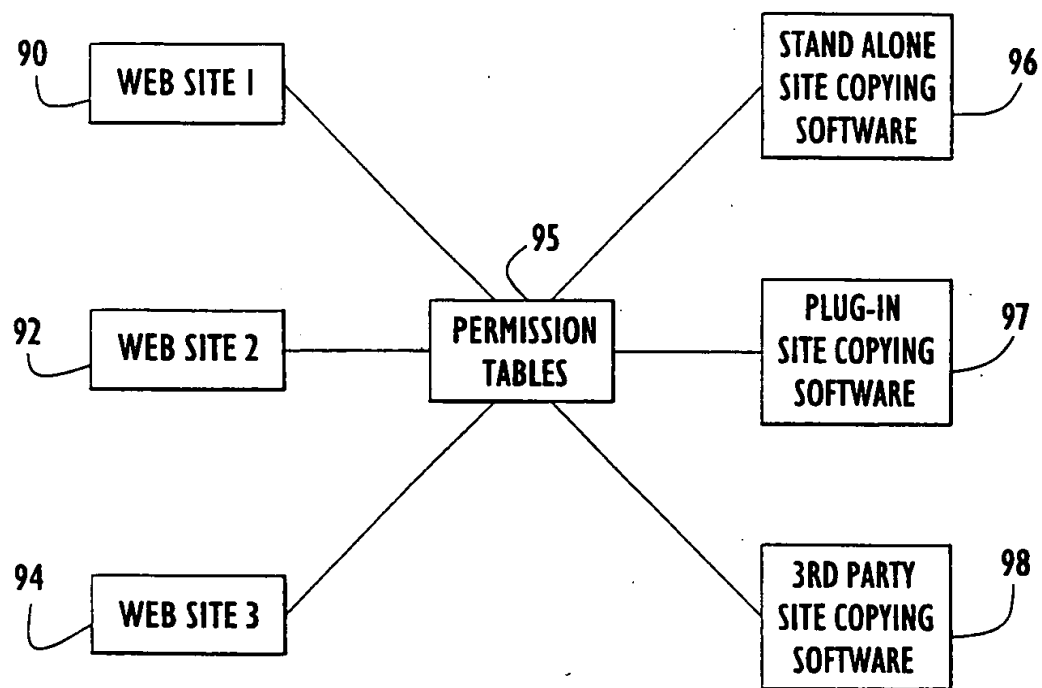 90
WEB SITE 1
92
WEB SITE 2
94
WEB SITE 3
95
PERMISSION
TABLES
STAND ALONE
SITE COPYING
SOFTWARE
96
PLUG-IN
SITE COPYING
SOFTWARE
97
3RD PARTY
SITE COPYING
SOFTWARE
98